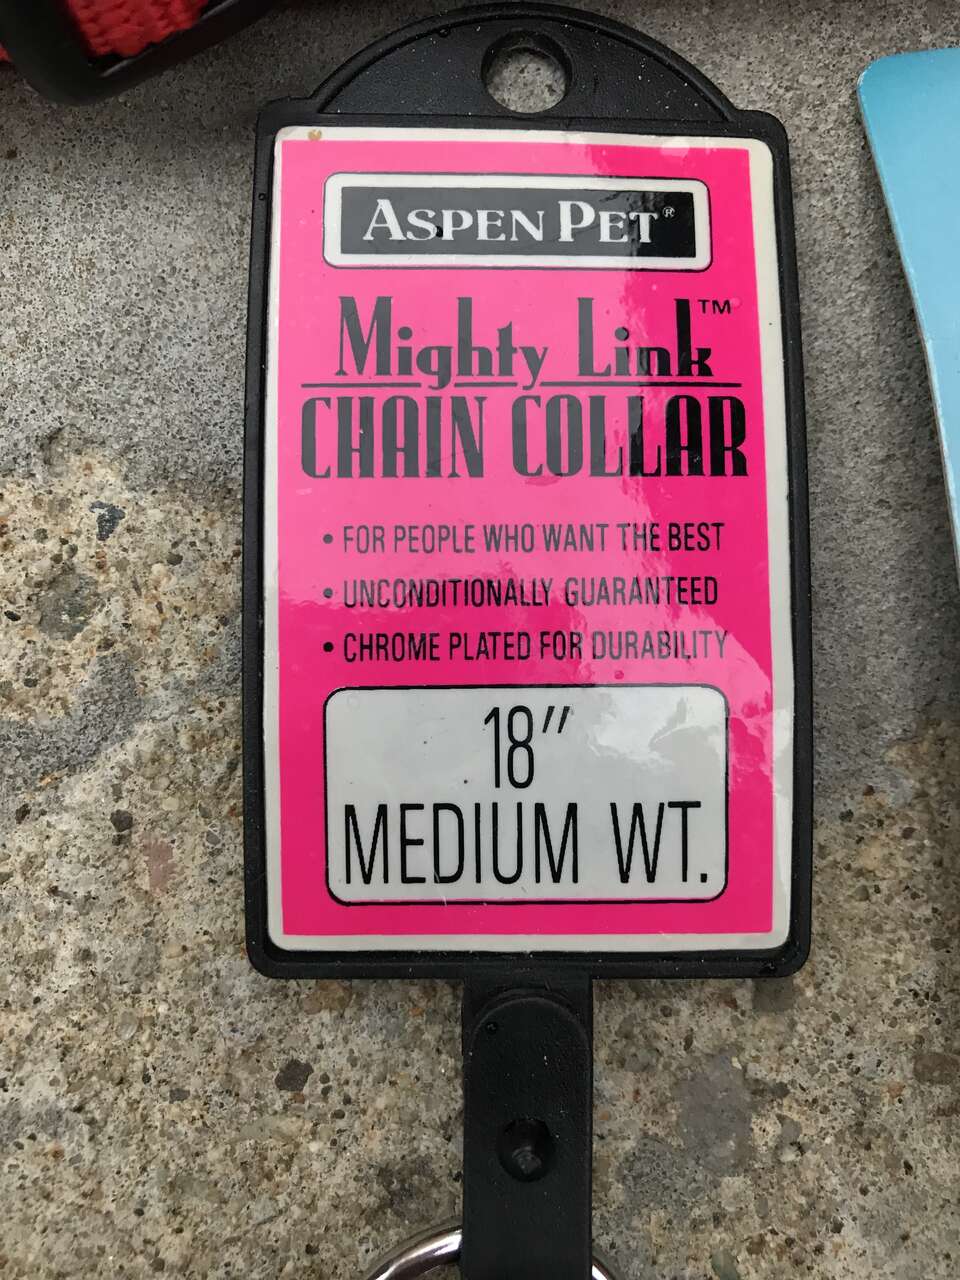 ASPEN PET®
Mighty Link™
CHAIN COLLAR
• FOR PEOPLE WHO WANT THE BEST
• UNCONDITIONALLY GUARANTEED
• CHROME PLATED FOR DURABILITY
18"
MEDIUM WT.